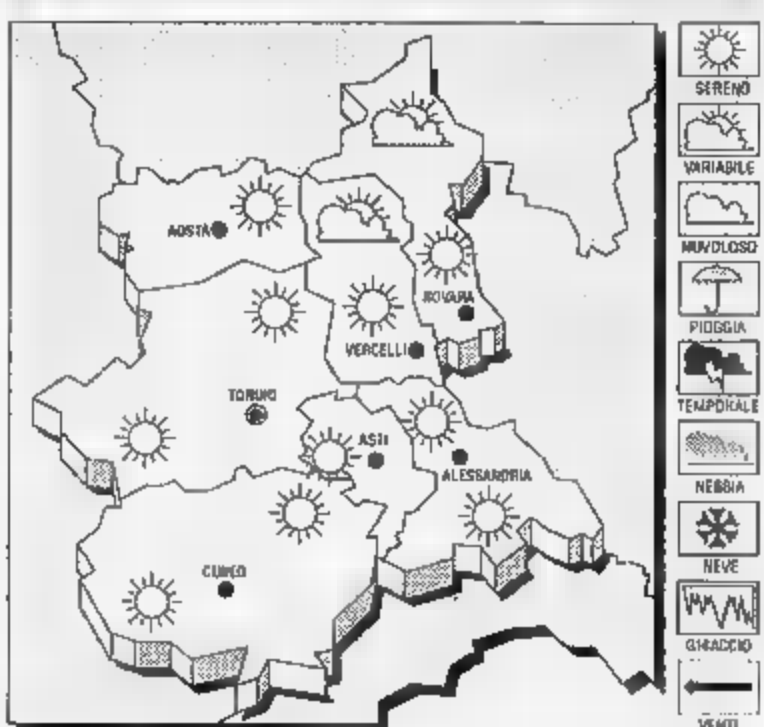 AOSTA
NOVARA
VERCELLI
TORINO
ASTI
ALESSANDRIA
CUNEO
SERENO
VARIABILE
NUVOLOSO
PIOGGIA
TEMPORALE
NEBBIA
NEVE
GHIACCIO
VENTI